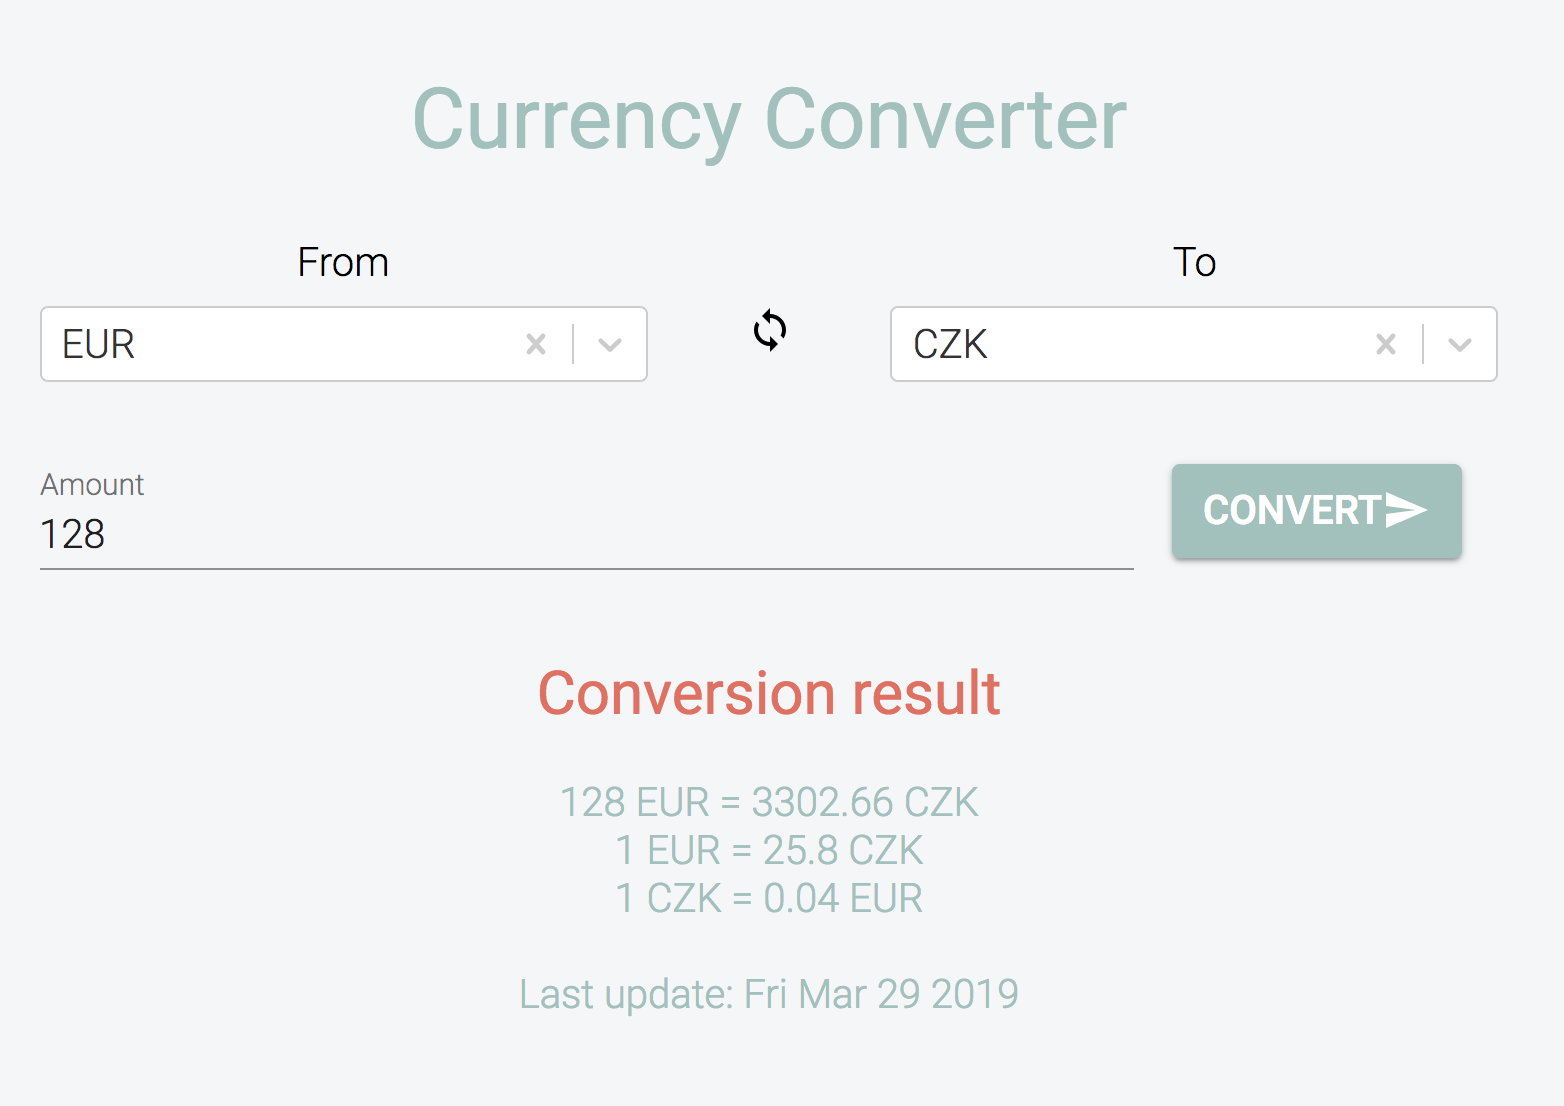 Currency Converter
From
To
EUR
CZK
Amount
128
CONVERT
Conversion result
128 EUR = 3302.66 CZK
1 EUR = 25.8 CZK
1 CZK = 0.04 EUR
Last update: Fri Mar 29 2019